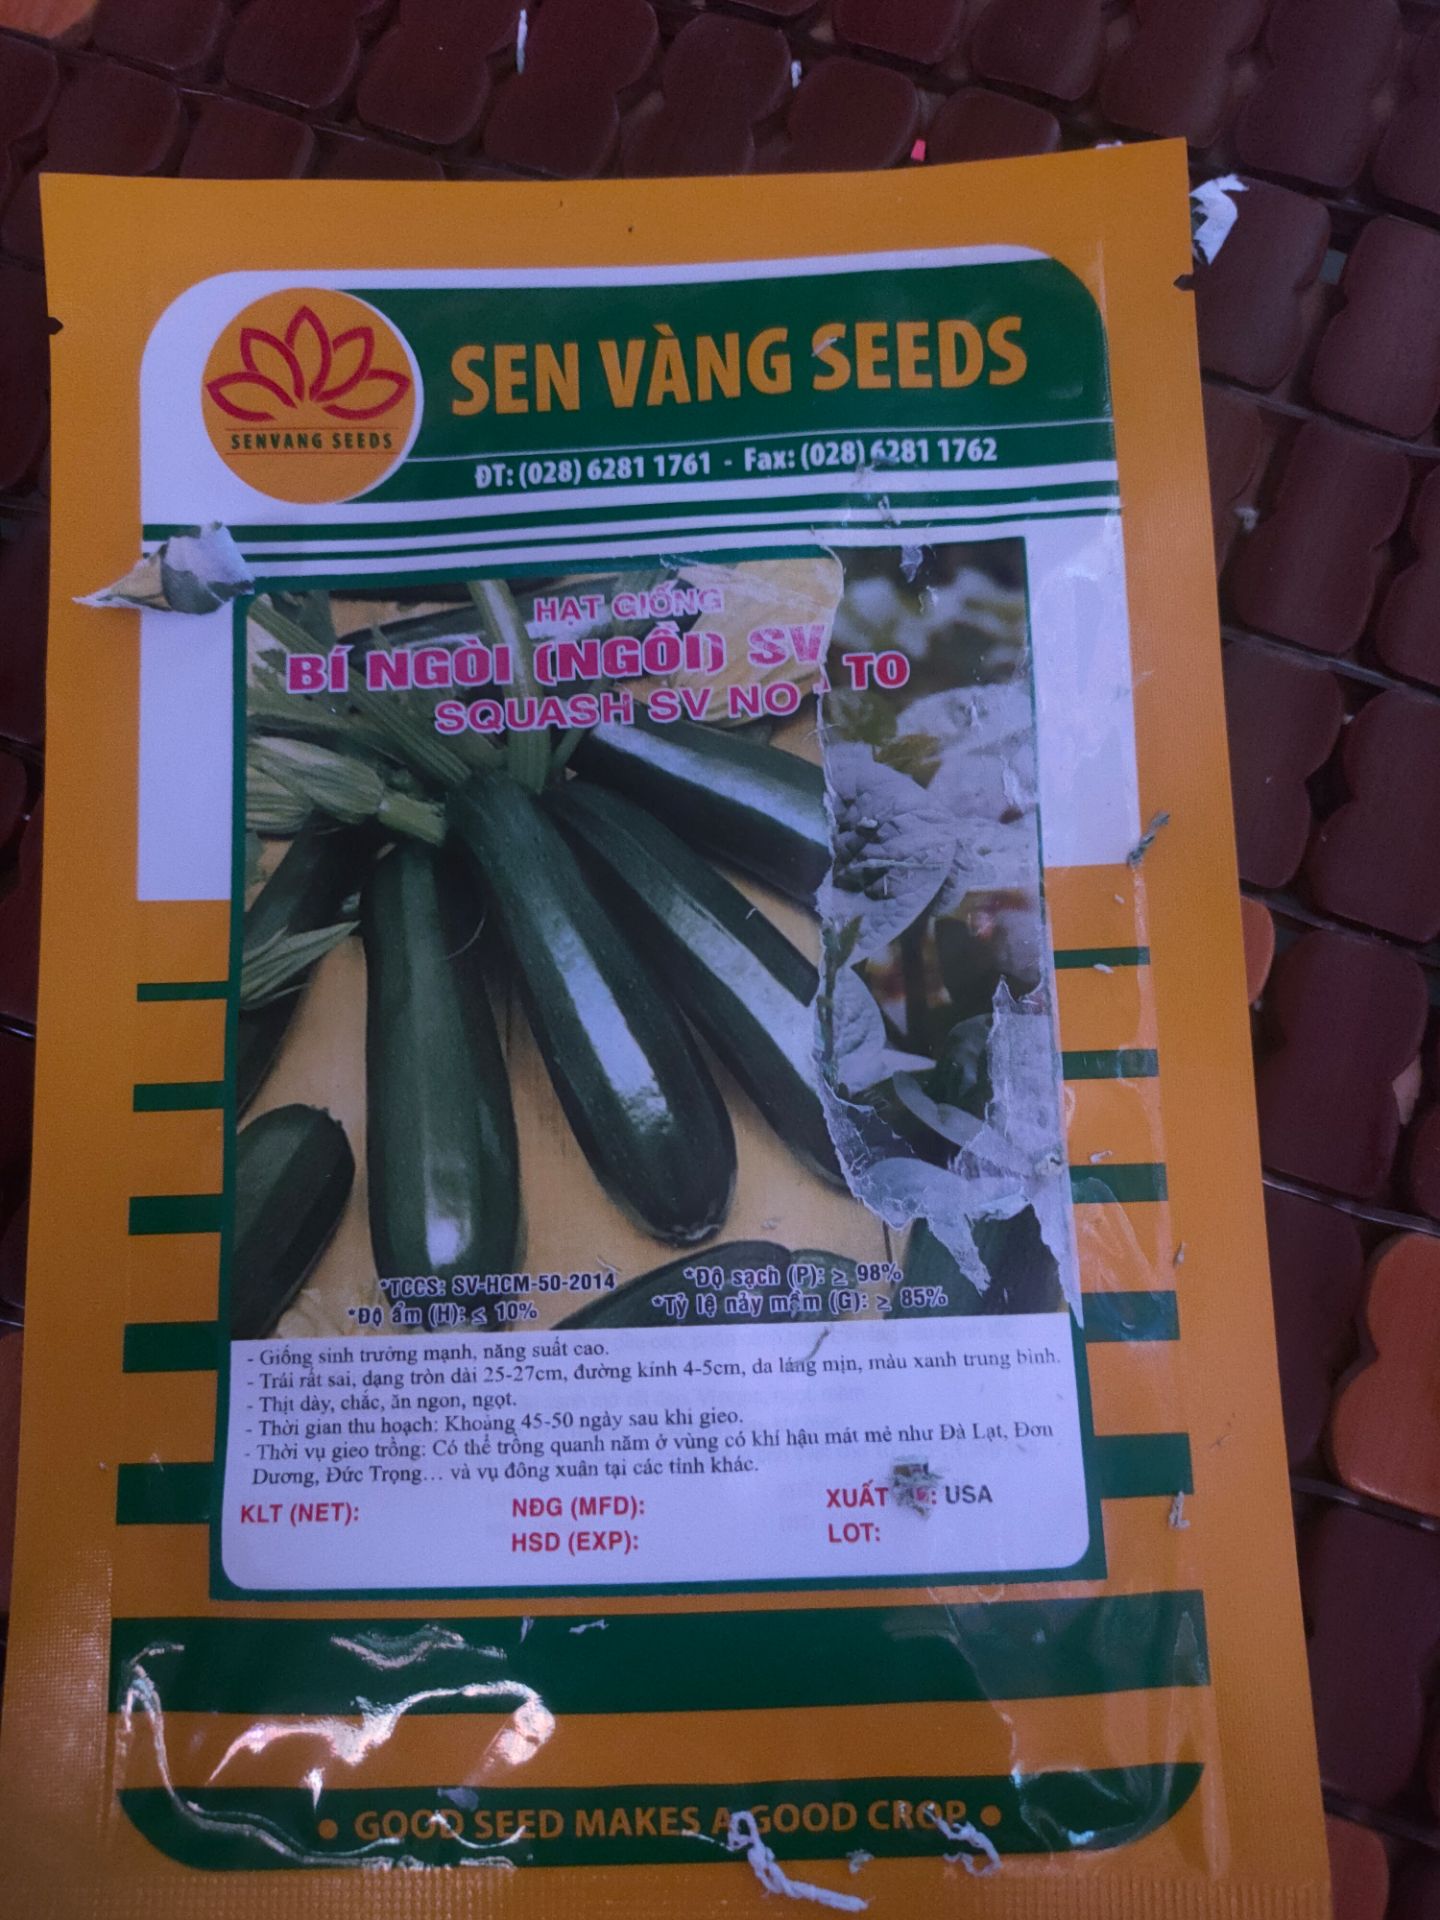 SENVANG SEEDS
SEN VÀNG SEEDS
ĐT: (028) 6281 1761 - Fax: (028) 6281 1762
HẠT GIỐNG
BÍ NGÒI (NGỒI) SV
TO
SQUASH SV NO
*TCCS: SV-HCM-50-2014
*Độ sạch (P): ≥ 98%
*Độ ẩm (H): ≤ 10%
*Tỷ lệ nảy mầm (G): ≥ 85%
- Giống sinh trưởng mạnh, năng suất cao.
- Trái rất sai, dạng tròn dài 25-27cm, đường kính 4-5cm, da láng mịn, màu xanh trung bình.
- Thịt dày, chắc, ăn ngon, ngọt.
- Thời gian thu hoạch: Khoảng 45-50 ngày sau khi gieo.
- Thời vụ gieo trồng: Có thể trồng quanh năm ở vùng có khí hậu mát mẻ như Đà Lạt, Đơn
Dương, Đức Trọng… và vụ đông xuân tại các tỉnh khác.
KLT (NET):
NĐG (MFD):
XUẤT : USA
HSD (EXP):
LOT:
• GOOD SEED MAKES A GOOD CROP •